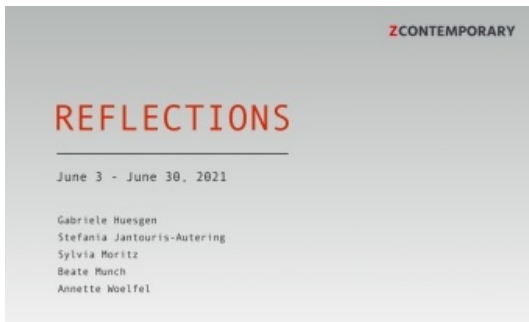 ZCONTEMPORARY
REFLECTIONS
June 3 - June 30, 2021
Gabriele Huesgen
Stefania Jantouris-Autering
Sylvia Moritz
Beate Munch
Annette Woelfel